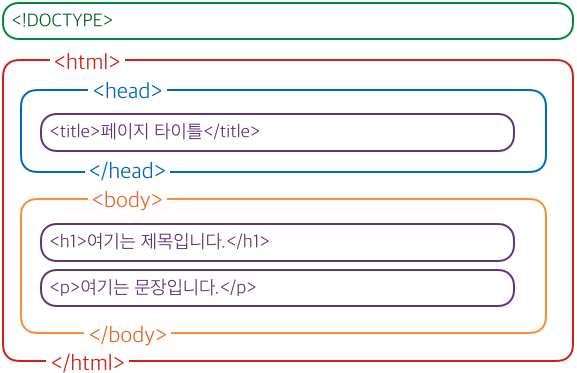 <!DOCTYPE>
<html>
<head>
<title>페이지 타이틀</title>
</head>
<body>
<h1>여기는 제목입니다.</h1>
<p>여기는 문장입니다.</p>
</body>
</html>